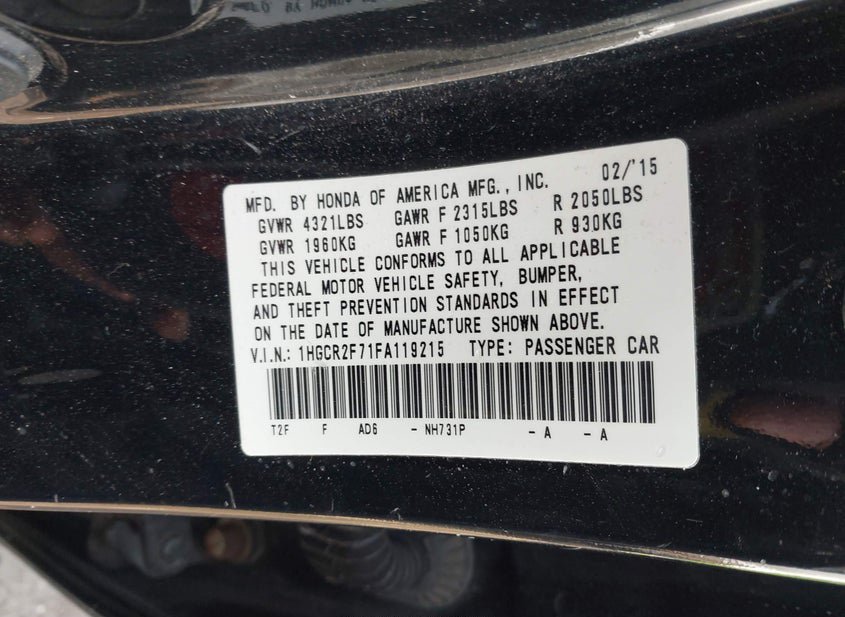 MFD. BY HONDA OF AMERICA MFG., INC. 02/'15
GVWR 4321LBS GAWR F 2315LBS R 2050LBS
GVWR 1960KG GAWR F 1050KG R 930KG
THIS VEHICLE CONFORMS TO ALL APPLICABLE
FEDERAL MOTOR VEHICLE SAFETY, BUMPER,
AND THEFT PREVENTION STANDARDS IN EFFECT
ON THE DATE OF MANUFACTURE SHOWN ABOVE.
V.I.N.: 1HGCR2F71FA119215 TYPE: PASSENGER CAR
T2F F AD6 - NH731P - A - A